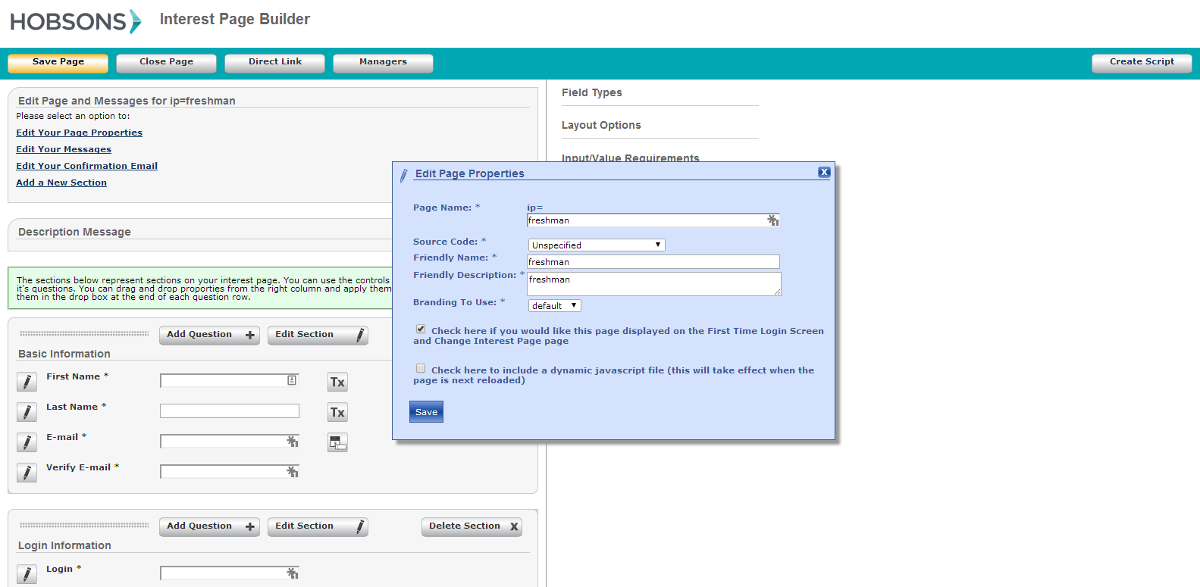 HOBSONS
Interest Page Builder
Save Page
Close Page
Direct Link
Managers
Create Script
Edit Page and Messages for ip=freshman
Please select an option to:
Edit Your Page Properties
Edit Your Messages
Edit Your Confirmation Email
Add a New Section
Description Message
The sections below represent sections on your interest page. You can use the controls
it's questions. You can drag and drop proporties from the right column and apply them
them in the drop box at the end of each question row.
Add Question +
Edit Section
Basic Information
First Name *
Tx
Last Name *
Tx
E-mail *
Verify E-mail *
Add Question +
Edit Section
Delete Section X
Login Information
Login *
Field Types
Layout Options
Input/Value Requirements
Edit Page Properties
X
Page Name: * ip=
freshman
Source Code: * Unspecified
Friendly Name: * freshman
Friendly Description: * freshman
Branding To Use: * default
Check here if you would like this page displayed on the First Time Login Screen
and Change Interest Page page
Check here to include a dynamic javascript file (this will take effect when the
page is next reloaded)
Save